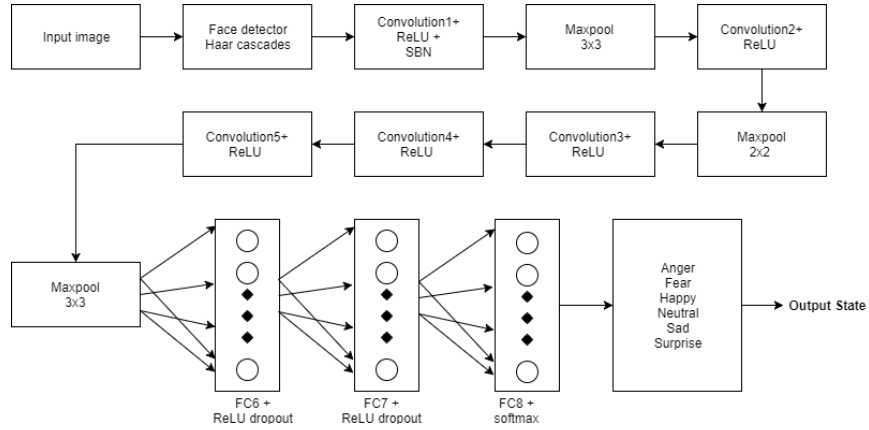 Input image
Face detector
Haar cascades
Convolution1+
ReLU +
SBN
Maxpool
3x3
Convolution2+
ReLU
Convolution5+
ReLU
Convolution4+
ReLU
Convolution3+
ReLU
Maxpool
2x2
Maxpool
3x3
FC6 +
ReLU dropout
FC7 +
ReLU dropout
FC8 +
softmax
Anger
Fear
Happy
Neutral
Sad
Surprise
Output State